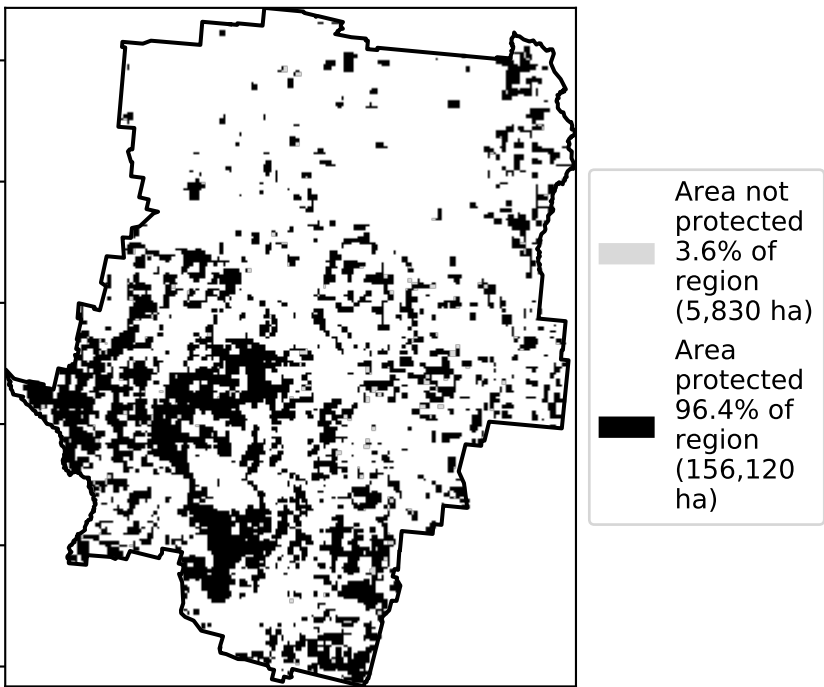 Area not
protected
3.6% of
region
(5,830 ha)
Area
protected
96.4% of
region
(156,120
ha)